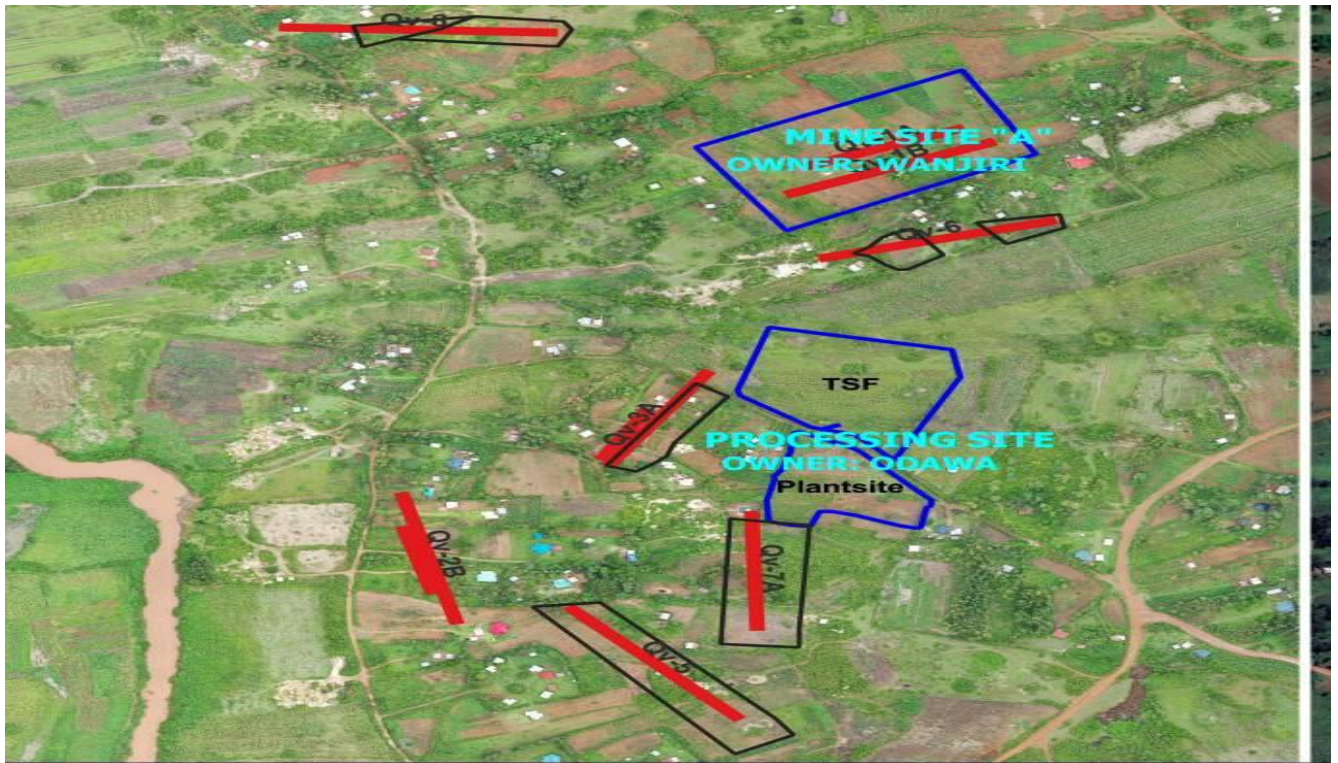 MINE SITE "A"
OWNER: WANJIRI
Qv-6
TSF
Qv-3A
PROCESSING SITE
OWNER: ODAWA
Plantsite
Qv-2B
Qv-7A
Qv-5